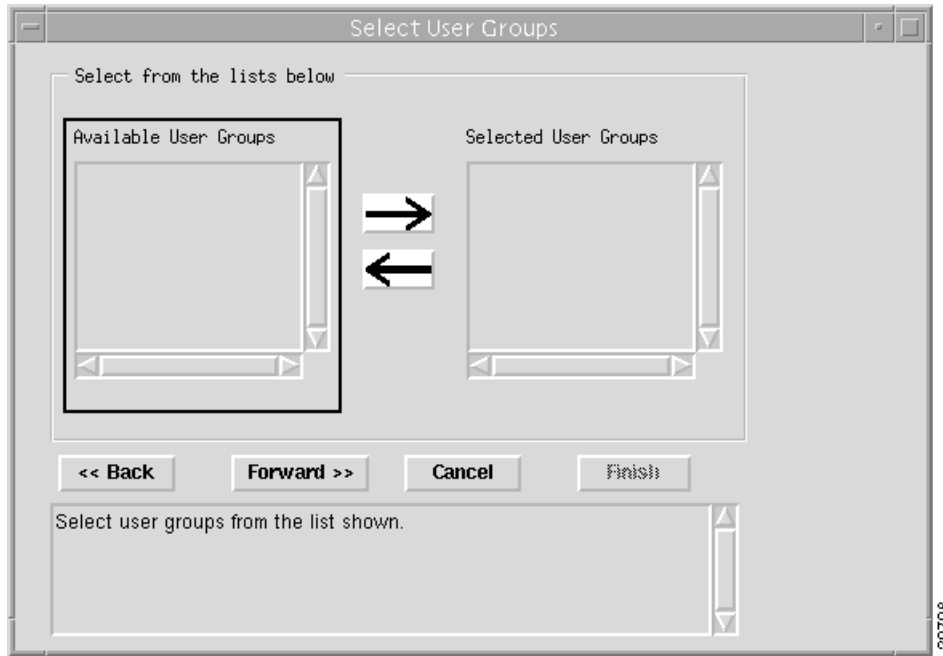 Select User Groups
Select from the lists below
Available User Groups
Selected User Groups
<< Back
Forward >>
Cancel
Finish
Select user groups from the list shown.